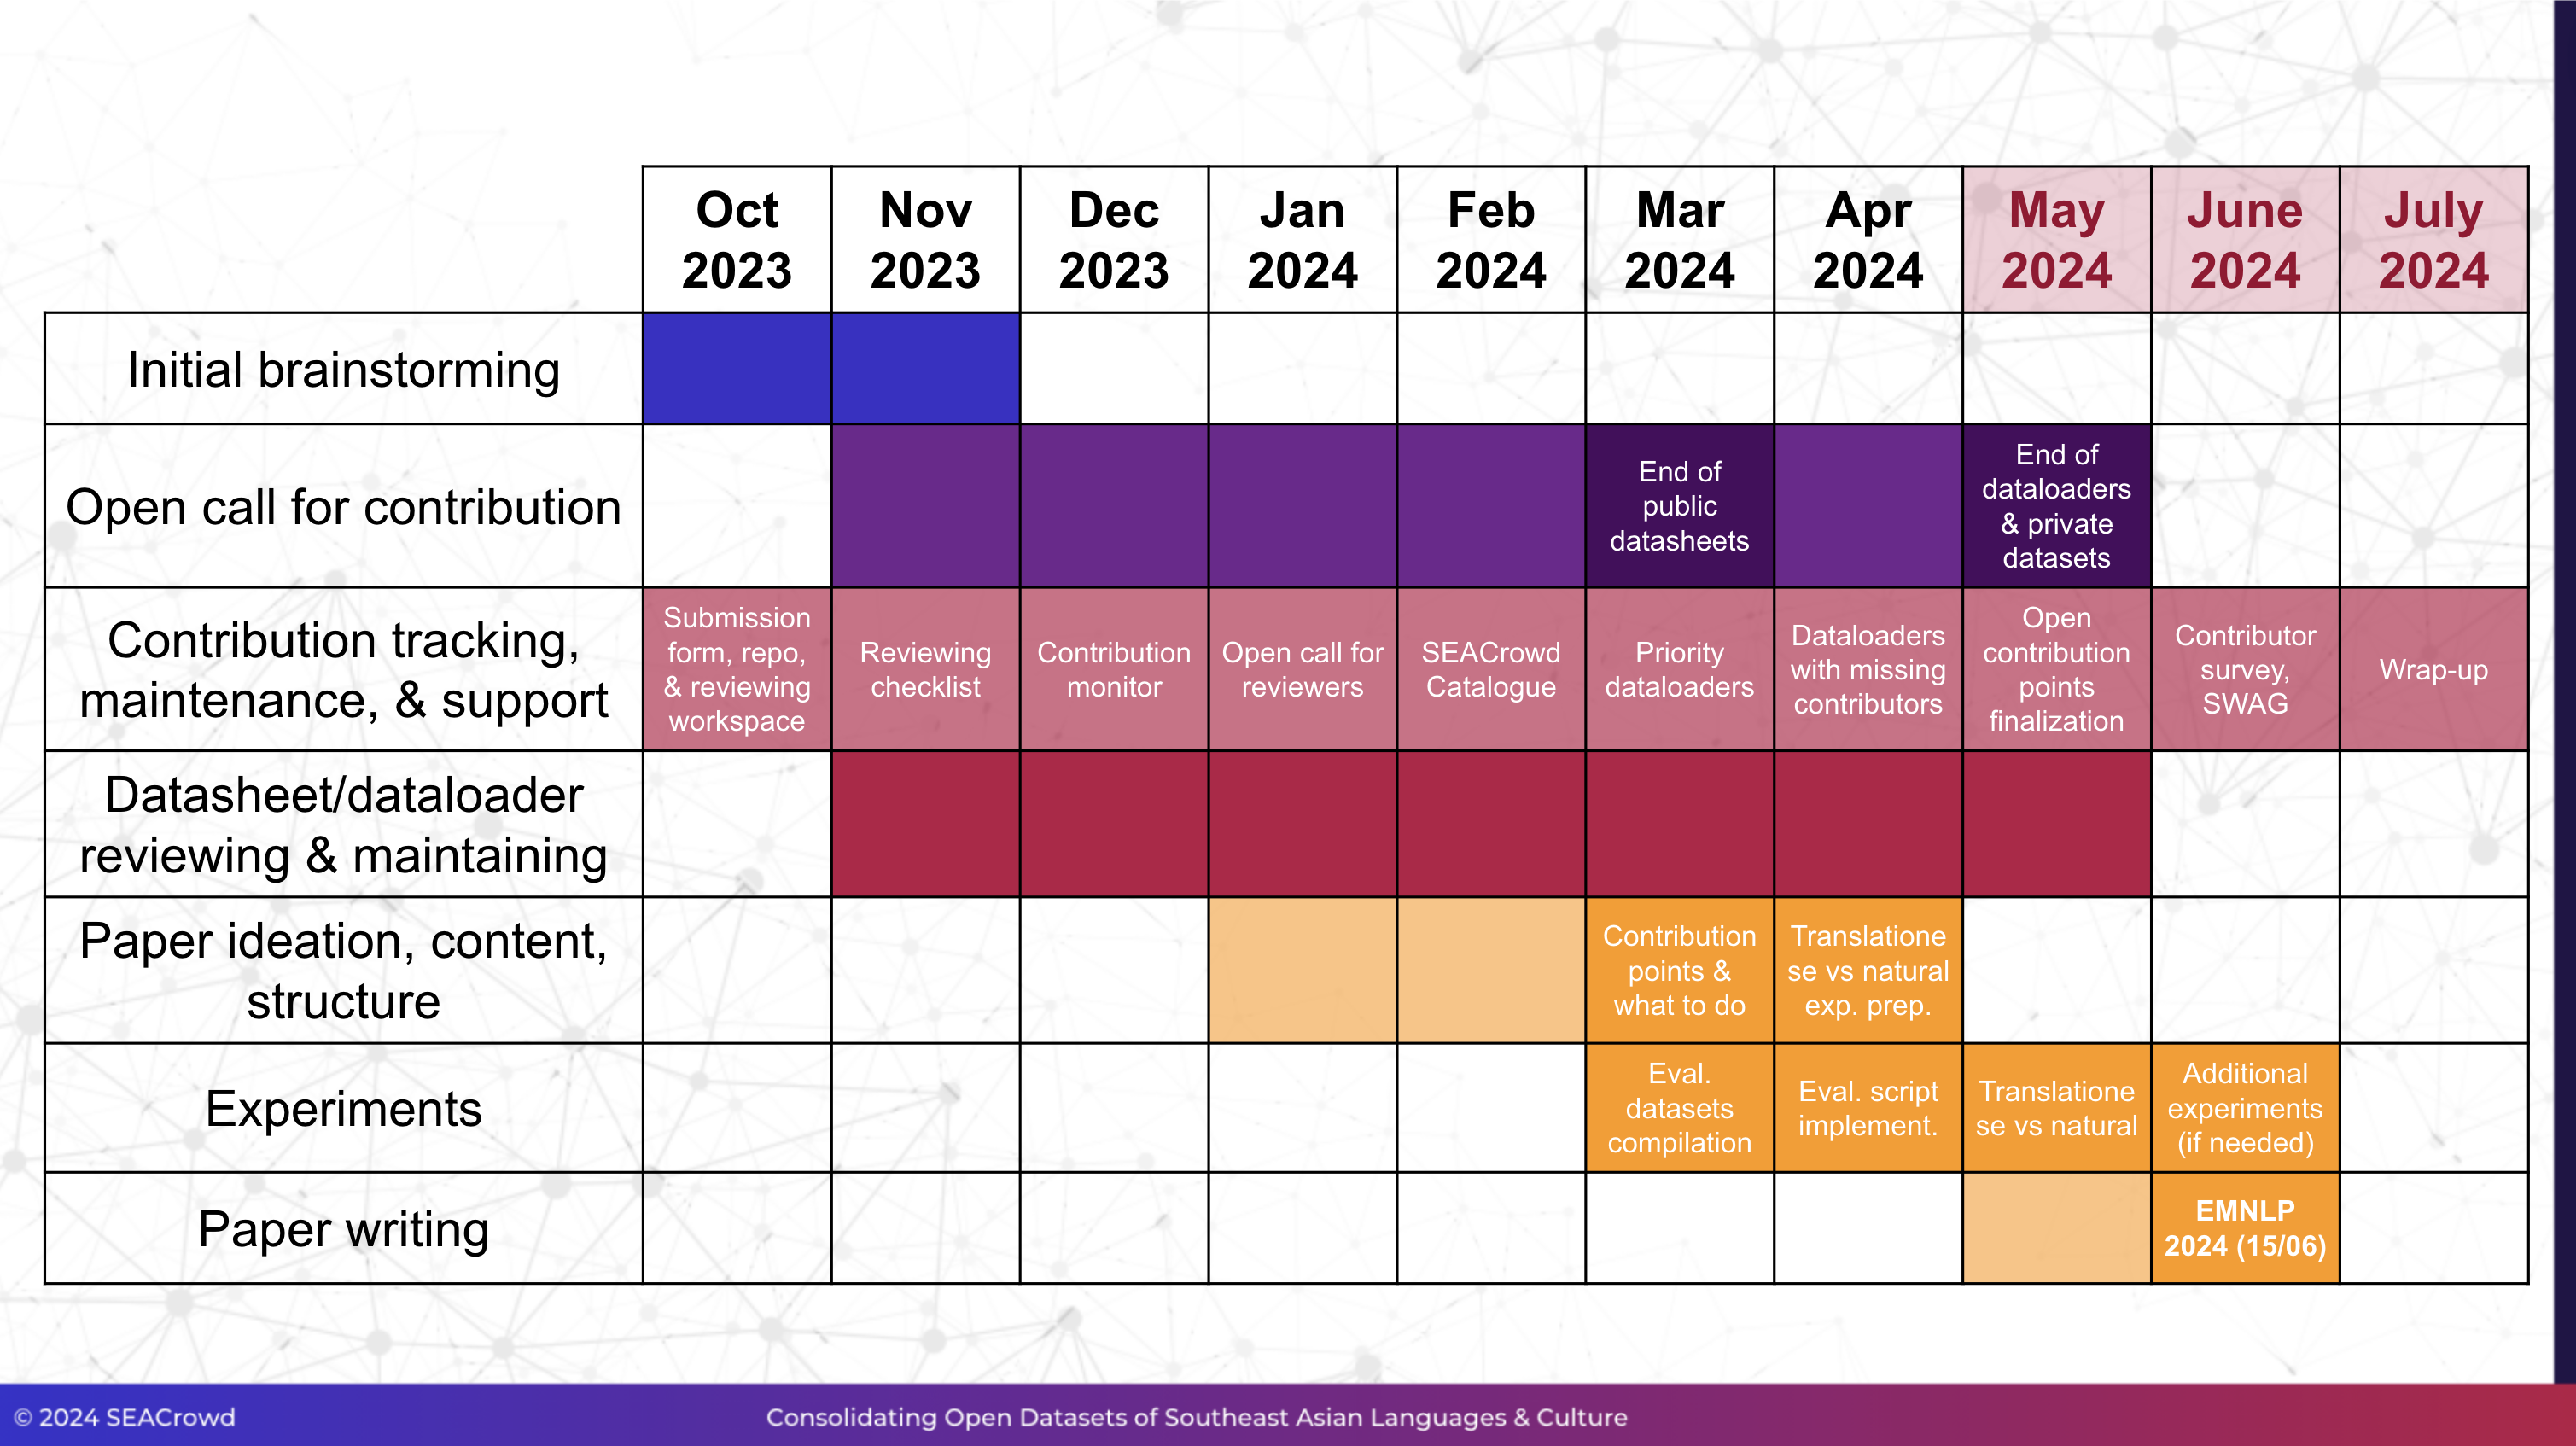 Oct
2023
Nov
2023
Dec
2023
Jan
2024
Feb
2024
Mar
2024
Apr
2024
May
2024
June
2024
July
2024
Initial brainstorming
Open call for contribution
End of
public
datasheets
End of
dataloaders
& private
datasets
Contribution tracking,
maintenance, & support
Submission
form, repo,
& reviewing
workspace
Reviewing
checklist
Contribution
monitor
Open call for
reviewers
SEACrowd
Catalogue
Priority
dataloaders
Dataloaders
with missing
contributors
Open
contribution
points
finalization
Contributor
survey,
SWAG
Wrap-up
Datasheet/dataloader
reviewing & maintaining
Paper ideation, content,
structure
Contribution
points &
what to do
Translatione
se vs natural
exp. prep.
Experiments
Eval.
datasets
compilation
Eval. script
implement.
Translatione
se vs natural
Additional
experiments
(if needed)
Paper writing
EMNLP
2024 (15/06)
© 2024 SEACrowd
Consolidating Open Datasets of Southeast Asian Languages & Culture